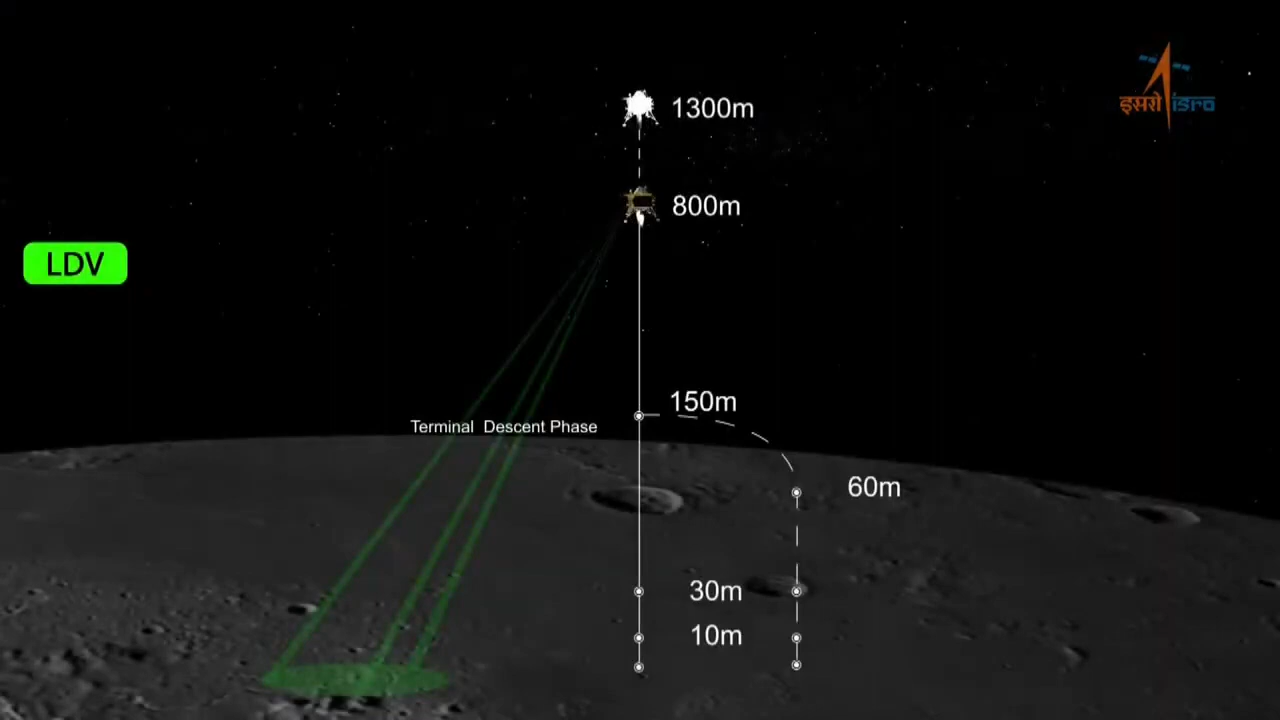 1300m
इसरो isro
800m
LDV
150m
Terminal Descent Phase
60m
30m
10m